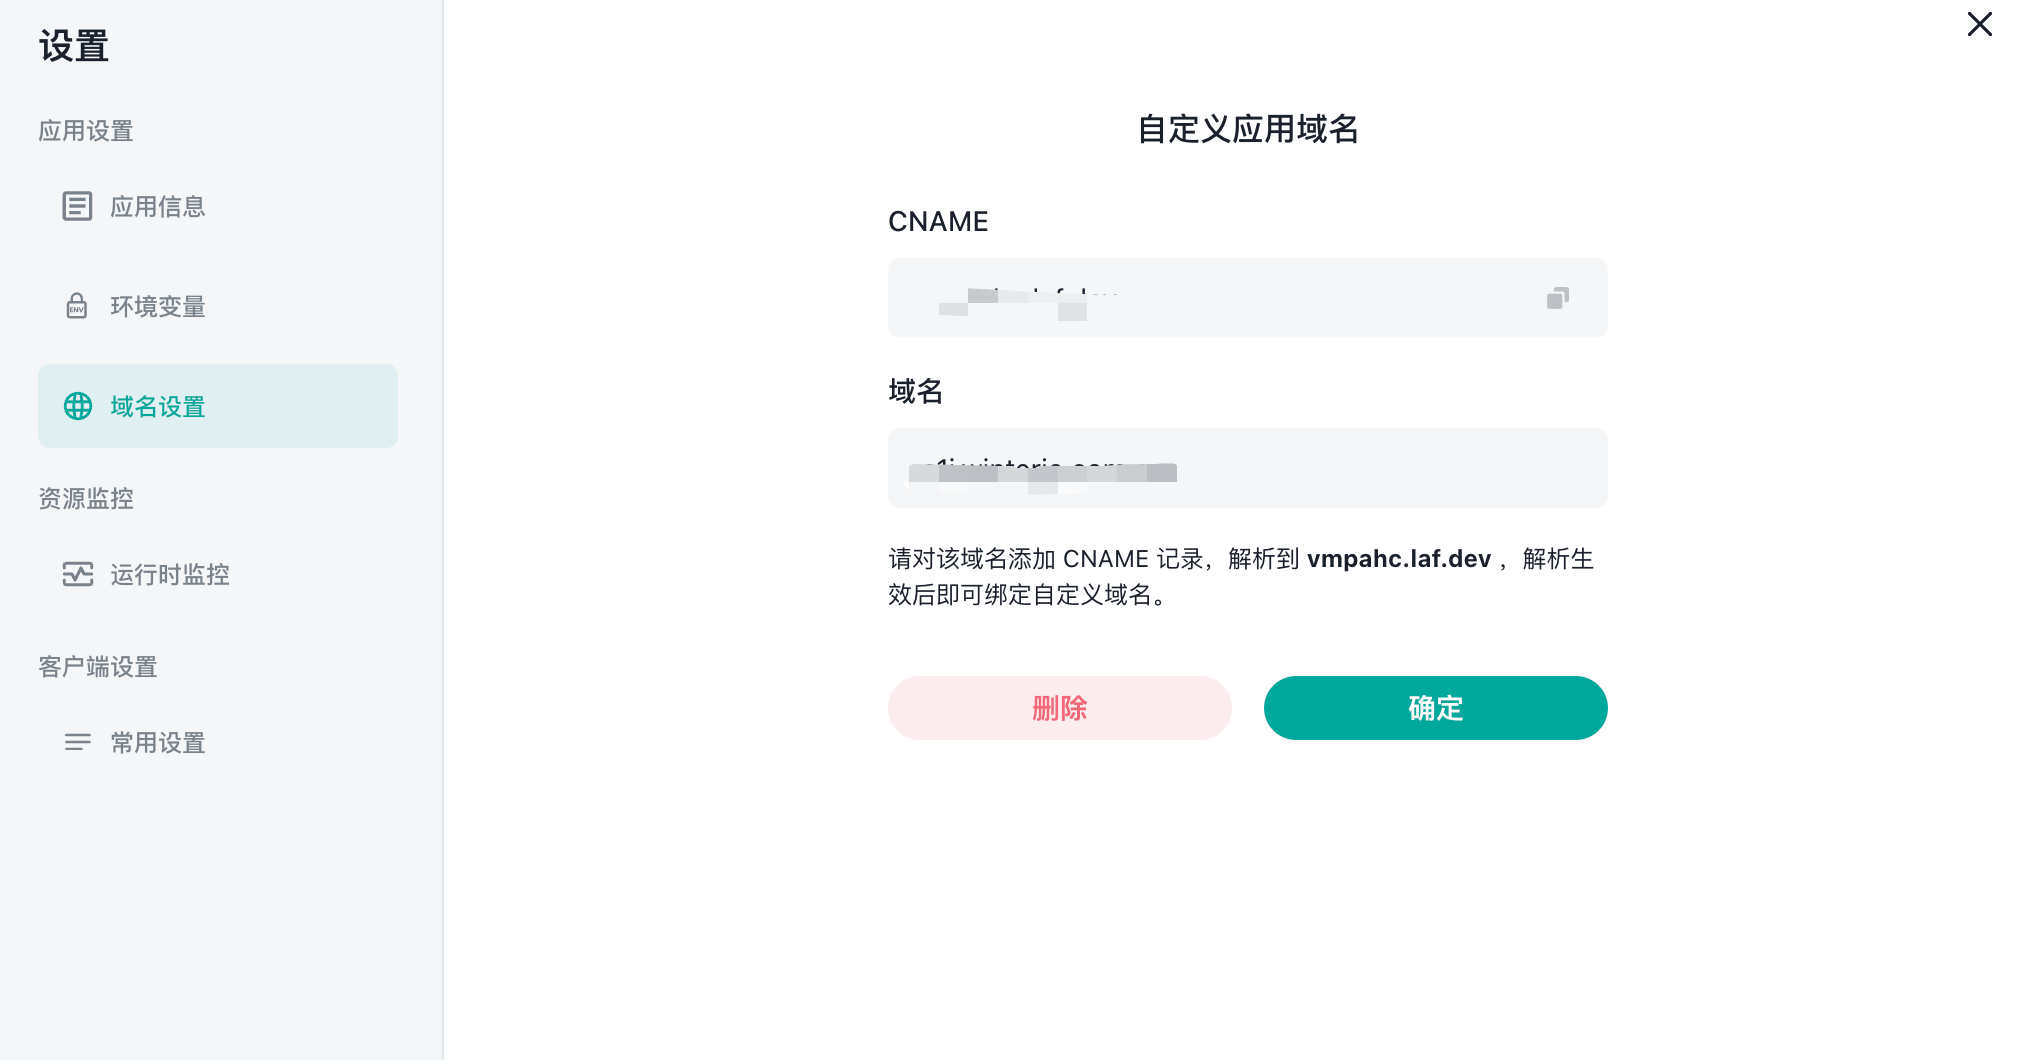 设置
应用设置
应用信息
ENV
环境变量
域名设置
资源监控
运行时监控
客户端设置
常用设置
自定义应用域名
CNAME
域名
请对该域名添加 CNAME 记录，解析到 vmpahc.laf.dev ，解析生
效后即可绑定自定义域名。
删除
确定